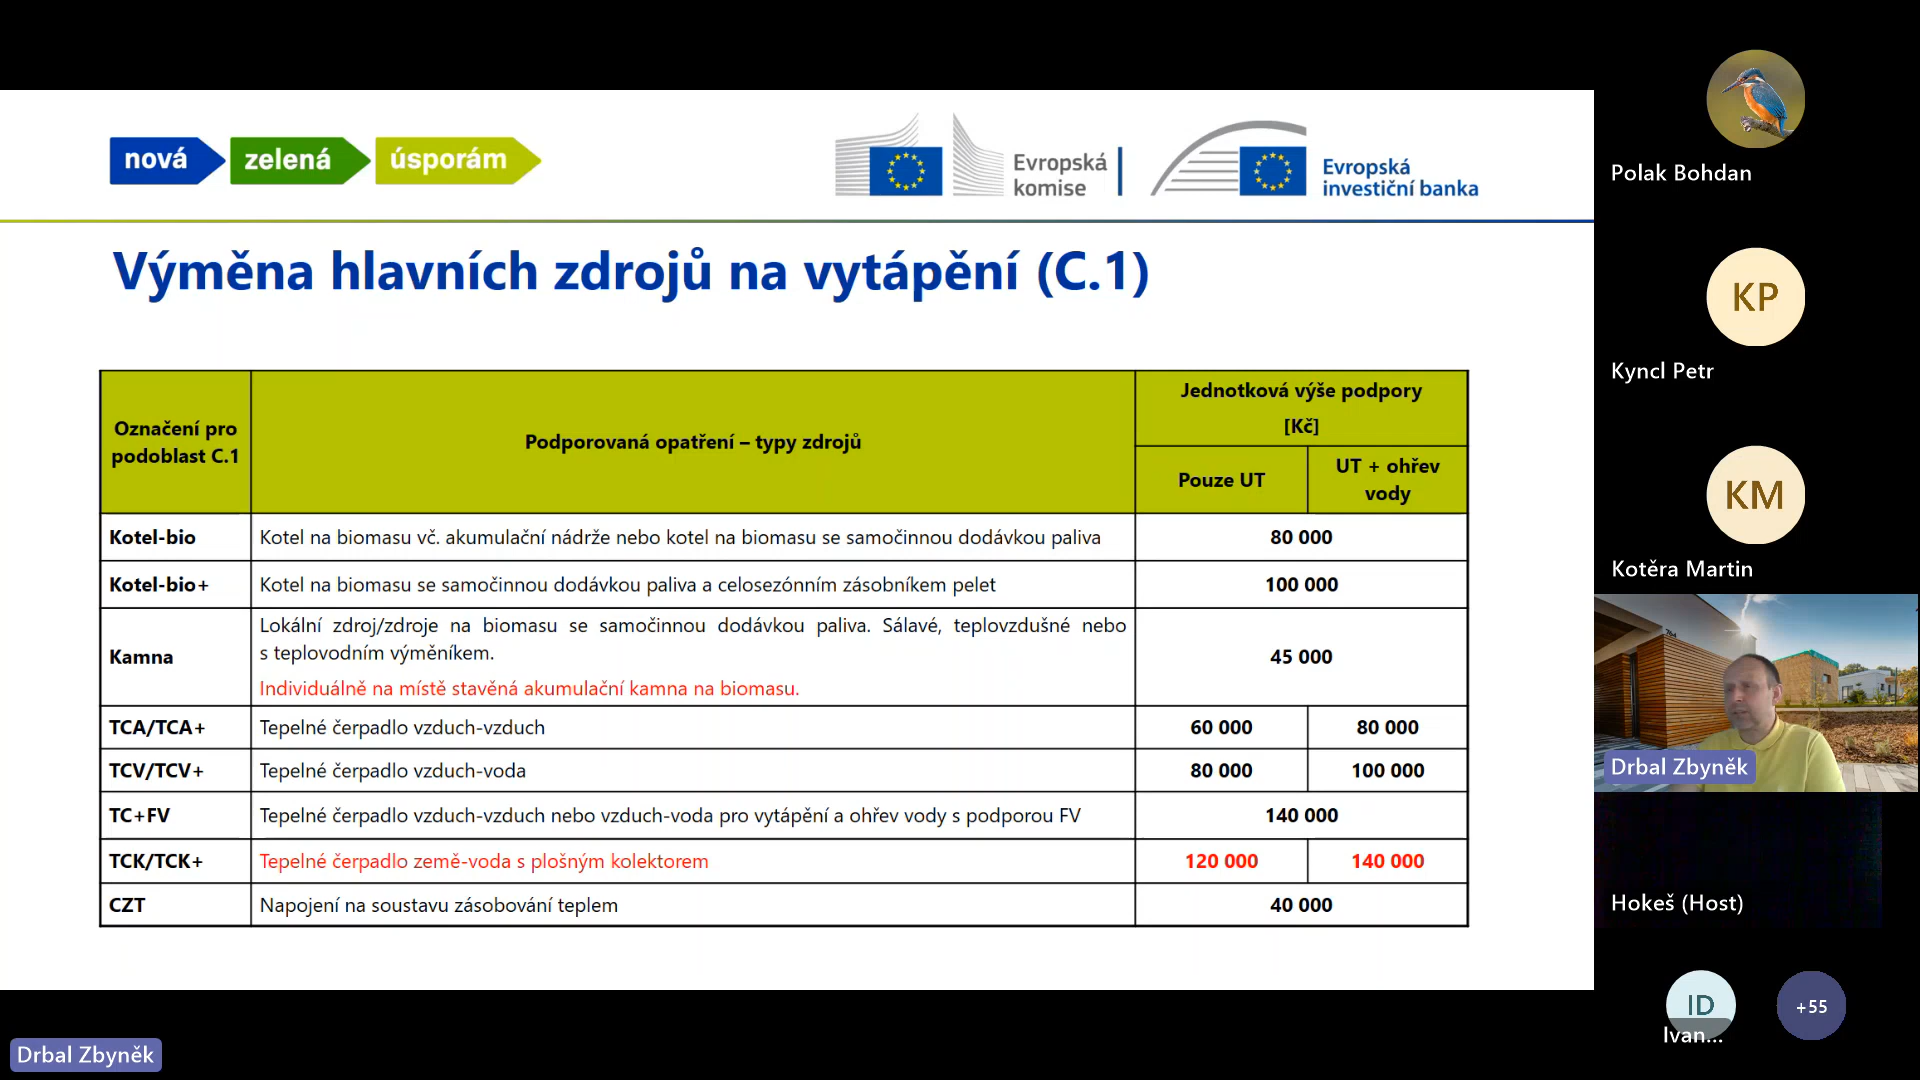 nová zelená úsporám
Evropská
komise
Evropská
investiční banka
Výměna hlavních zdrojů na vytápění (C.1)
Označení pro
podoblast C.1
Podporovaná opatření – typy zdrojů
Jednotková výše podpory
[Kč]
Pouze UT
UT + ohřev
vody
Kotel-bio Kotel na biomasu vč. akumulační nádrže nebo kotel na biomasu se samočinnou dodávkou paliva 80 000
Kotel-bio+ Kotel na biomasu se samočinnou dodávkou paliva a celosezónním zásobníkem pelet 100 000
Kamna
Lokální zdroj/zdroje na biomasu se samočinnou dodávkou paliva. Sálavé, teplovzdušné nebo
s teplovodním výměníkem.
Individuálně na místě stavěná akumulační kamna na biomasu.
45 000
TCA/TCA+ Tepelné čerpadlo vzduch-vzduch 60 000 80 000
TCV/TCV+ Tepelné čerpadlo vzduch-voda 80 000 100 000
TC+FV Tepelné čerpadlo vzduch-vzduch nebo vzduch-voda pro vytápění a ohřev vody s podporou FV 140 000
TCK/TCK+ Tepelné čerpadlo země-voda s plošným kolektorem 120 000 140 000
CZT Napojení na soustavu zásobování teplem 40 000
Polak Bohdan
KP
Kyncl Petr
KM
Kotěra Martin
Drbal Zbyněk
Hokeš (Host)
ID
Ivan...
+55
Drbal Zbyněk